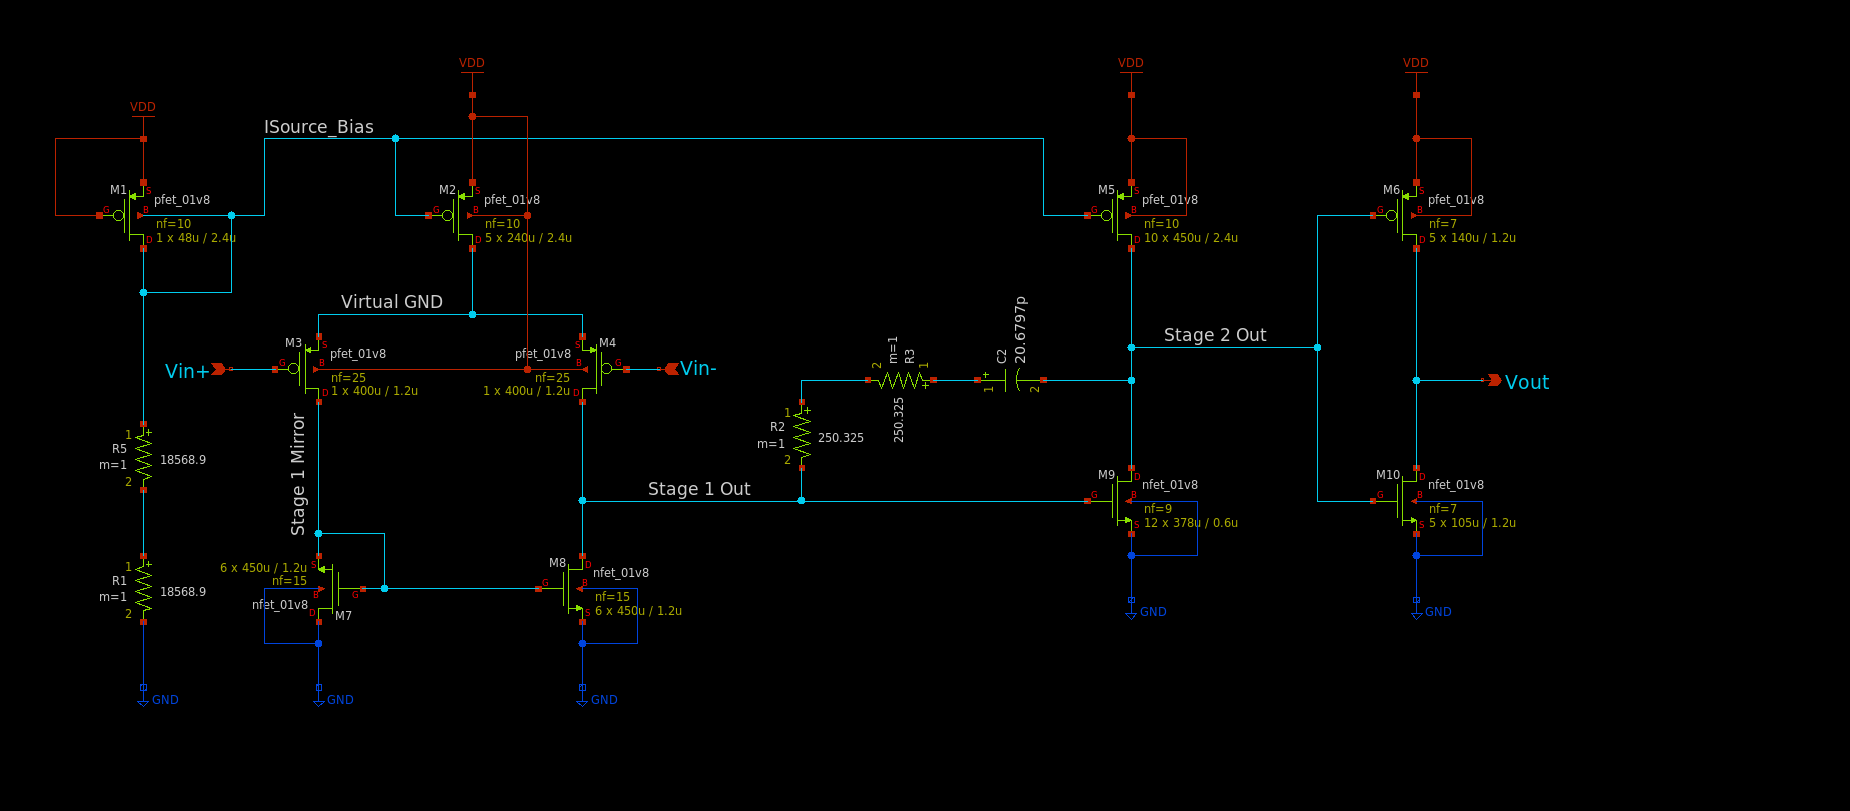 VDD
M1
S
G
B
D
pfet_01v8
nf=10
1 x 48u / 2.4u
ISource_Bias
VDD
M2
S
G
B
D
pfet_01v8
nf=10
5 x 240u / 2.4u
VDD
M5
S
G
B
D
pfet_01v8
nf=10
10 x 450u / 2.4u
VDD
M6
S
G
B
D
pfet_01v8
nf=7
5 x 140u / 1.2u
Virtual GND
Vin+
M3
S
G
B
D
pfet_01v8
nf=25
1 x 400u / 1.2u
M4
S
G
B
D
pfet_01v8
nf=25
1 x 400u / 1.2u
Vin-
Stage 1 Mirror
R5
m=1
1
+
2
18568.9
R1
m=1
1
+
2
18568.9
GND
R2
m=1
1
+
2
250.325
R3
m=1
2
1
+
250.325
C2
20.6797p
+
1
2
Stage 1 Out
Stage 2 Out
Vout
6 x 450u / 1.2u
nf=15
nfet_01v8
M7
S
B
G
D
GND
M8
D
G
B
S
nfet_01v8
nf=15
6 x 450u / 1.2u
GND
M9
D
G
B
S
nfet_01v8
nf=9
12 x 378u / 0.6u
GND
M10
D
G
B
S
nfet_01v8
nf=7
5 x 105u / 1.2u
GND